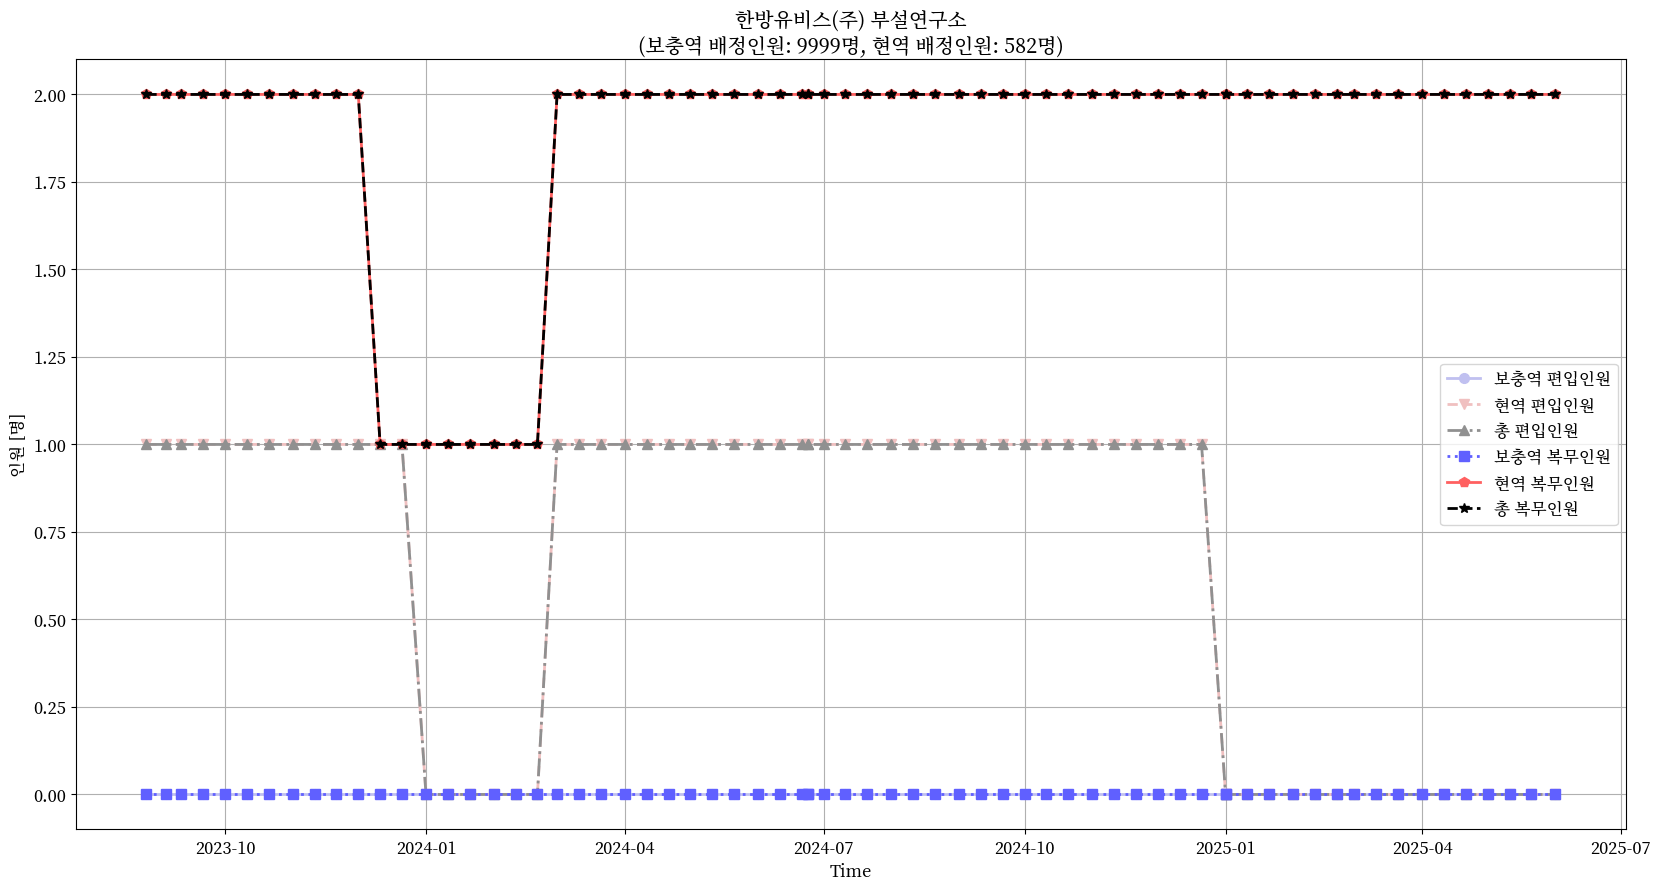 한방유비스(주) 부설연구소
(보충역 배정인원: 9999명, 현역 배정인원: 582명)
2.00
1.75
1.50
1.25
1.00
0.75
0.50
0.25
0.00
인원 [명]
보충역 편입인원
현역 편입인원
총 편입인원
보충역 복무인원
현역 복무인원
총 복무인원
2023-10
2024-01
2024-04
2024-07
2024-10
2025-01
2025-04
2025-07
Time